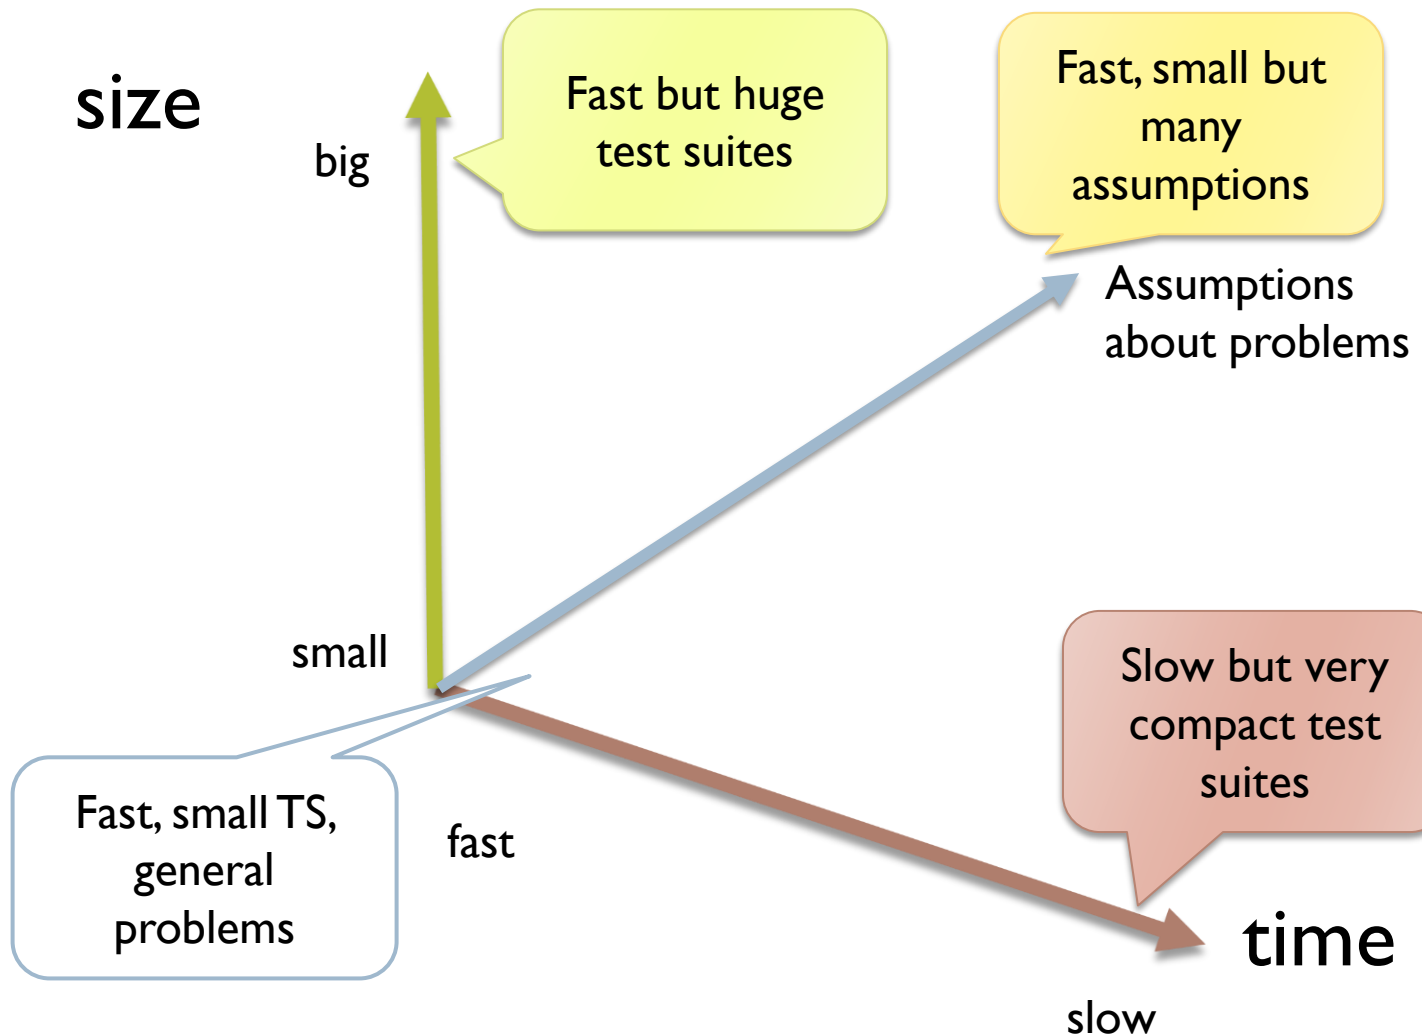 size
big
Fast but huge
test suites
Fast, small but
many
assumptions
Assumptions
about problems
small
Slow but very
compact test
suites
Fast, small TS,
general
problems
fast
time
slow